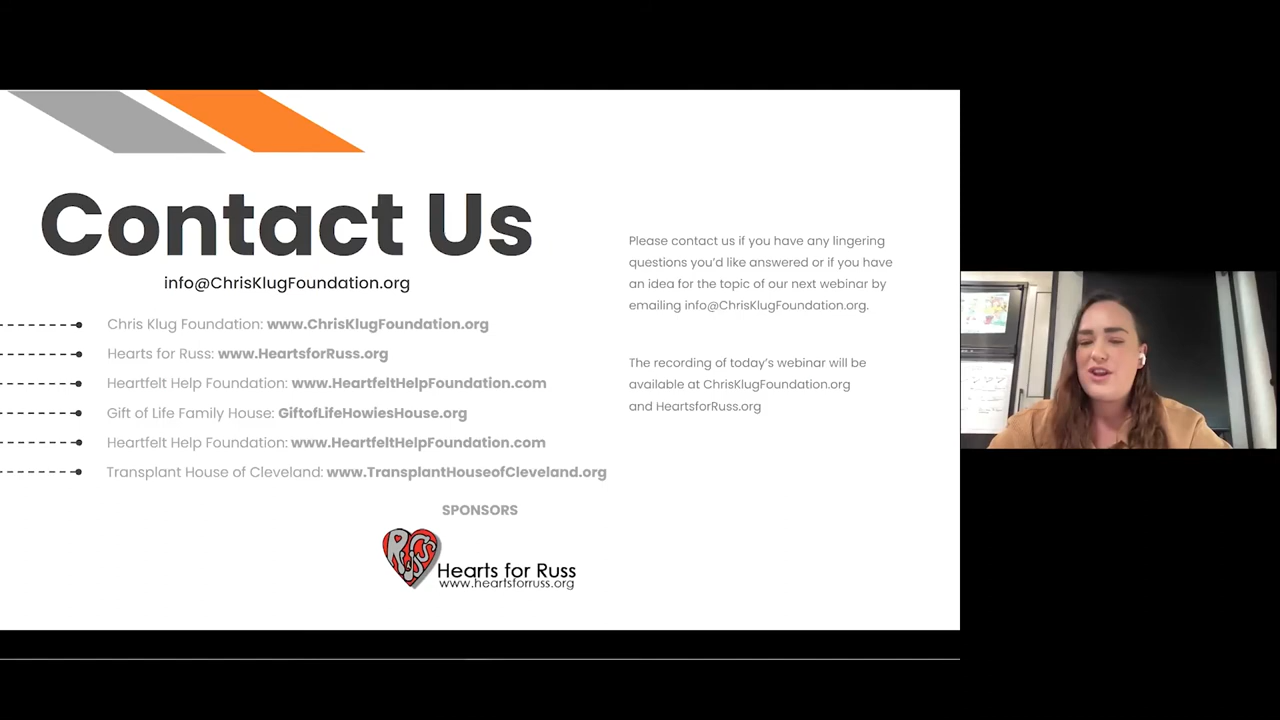 Contact Us
info@ChrisKlugFoundation.org
Chris Klug Foundation: www.ChrisKlugFoundation.org
Hearts for Russ: www.HeartsforRuss.org
Heartfelt Help Foundation: www.HeartfeltHelpFoundation.com
Gift of Life Family House: GiftofLifeHowiesHouse.org
Heartfelt Help Foundation: www.HeartfeltHelpFoundation.com
Transplant House of Cleveland: www.TransplantHouseofCleveland.org
SPONSORS
Russ
Hearts for Russ
www.heartsforruss.org
Please contact us if you have any lingering
questions you’d like answered or if you have
an idea for the topic of our next webinar by
emailing info@ChrisKlugFoundation.org.
The recording of today’s webinar will be
available at ChrisKlugFoundation.org
and HeartsforRuss.org